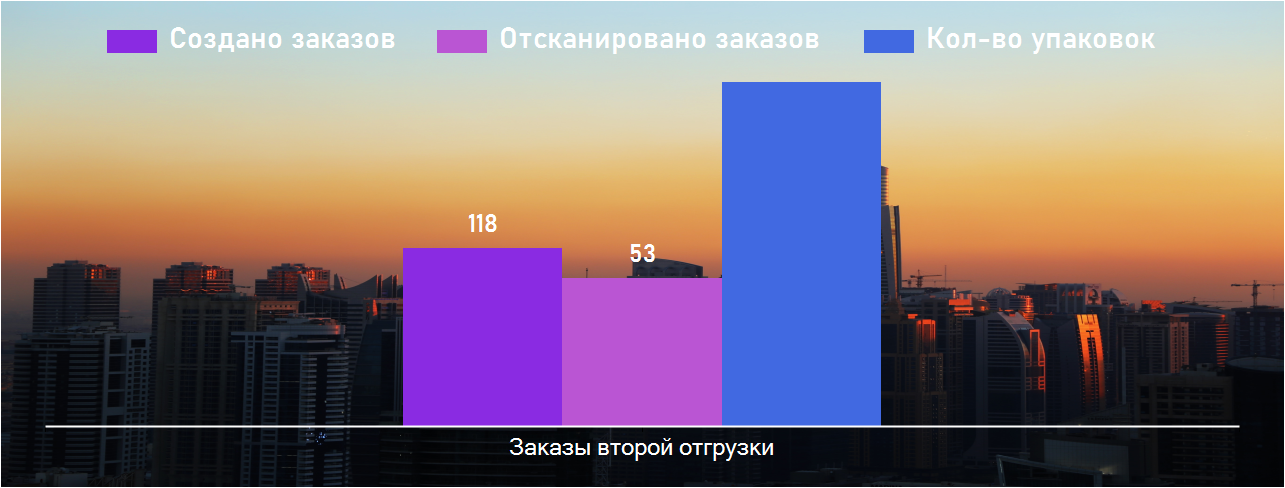 Создано заказов Отсканировано заказов Кол-во упаковок
118
53
Заказы второй отгрузки